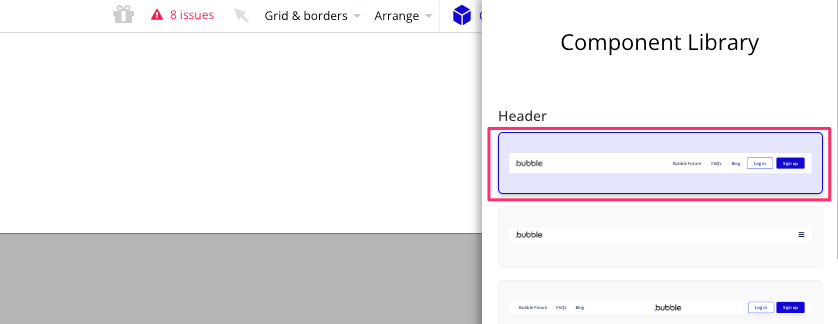 8 issues
Grid & borders
Arrange
Component Library
Header
.bubble
Bubble Forum FAQs Blog Log in Sign up
.bubble
Bubble Forum FAQs Blog
.bubble
Log in Sign up